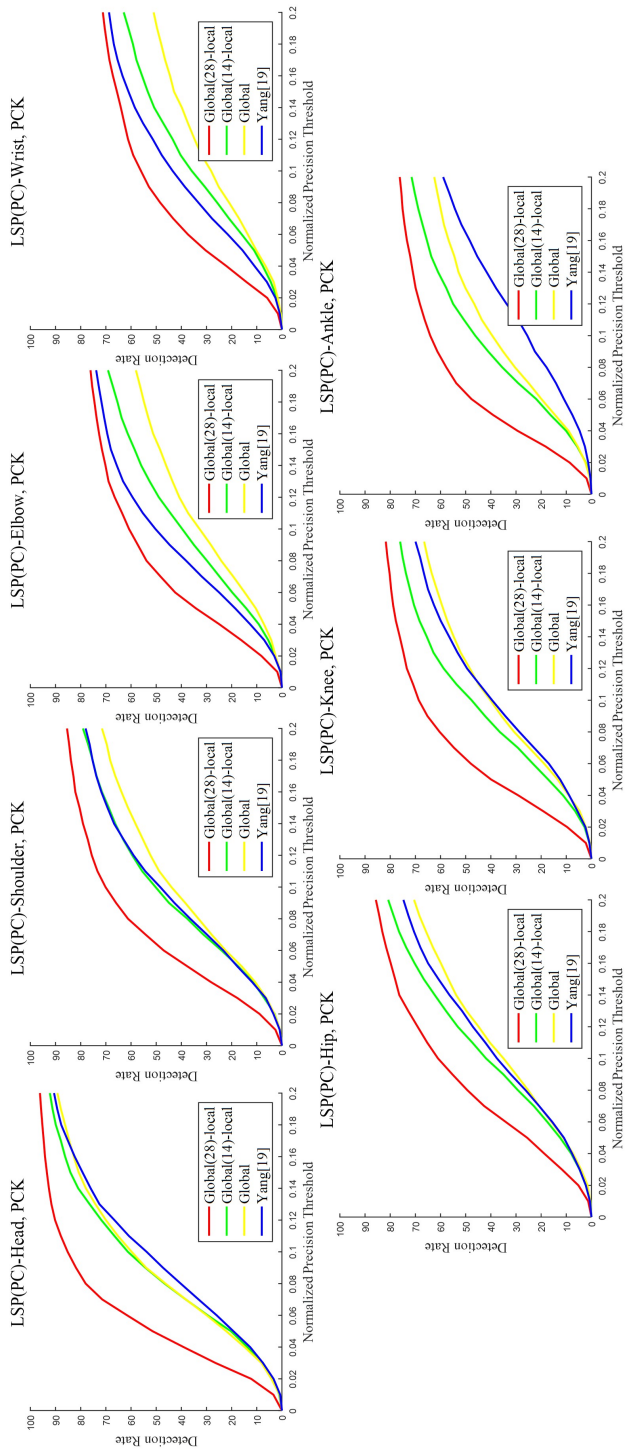 LSP(PC)-Head, PCK
Detection Rate
100
90
80
70
60
50
40
30
20
10
0
0 0.02 0.04 0.06 0.08 0.1 0.12 0.14 0.16 0.18 0.2
Normalized Precision Threshold
Global(28)-local
Global(14)-local
Global
Yang[19]
LSP(PC)-Shoulder, PCK
Detection Rate
100
90
80
70
60
50
40
30
20
10
0
0 0.02 0.04 0.06 0.08 0.1 0.12 0.14 0.16 0.18 0.2
Normalized Precision Threshold
Global(28)-local
Global(14)-local
Global
Yang[19]
LSP(PC)-Elbow, PCK
Detection Rate
100
90
80
70
60
50
40
30
20
10
0
0 0.02 0.04 0.06 0.08 0.1 0.12 0.14 0.16 0.18 0.2
Normalized Precision Threshold
Global(28)-local
Global(14)-local
Global
Yang[19]
LSP(PC)-Wrist, PCK
Detection Rate
100
90
80
70
60
50
40
30
20
10
0
0 0.02 0.04 0.06 0.08 0.1 0.12 0.14 0.16 0.18 0.2
Normalized Precision Threshold
Global(28)-local
Global(14)-local
Global
Yang[19]
LSP(PC)-Hip, PCK
Detection Rate
100
90
80
70
60
50
40
30
20
10
0
0 0.02 0.04 0.06 0.08 0.1 0.12 0.14 0.16 0.18 0.2
Normalized Precision Threshold
Global(28)-local
Global(14)-local
Global
Yang[19]
LSP(PC)-Knee, PCK
Detection Rate
100
90
80
70
60
50
40
30
20
10
0
0 0.02 0.04 0.06 0.08 0.1 0.12 0.14 0.16 0.18 0.2
Normalized Precision Threshold
Global(28)-local
Global(14)-local
Global
Yang[19]
LSP(PC)-Ankle, PCK
Detection Rate
100
90
80
70
60
50
40
30
20
10
0
0 0.02 0.04 0.06 0.08 0.1 0.12 0.14 0.16 0.18 0.2
Normalized Precision Threshold
Global(28)-local
Global(14)-local
Global
Yang[19]